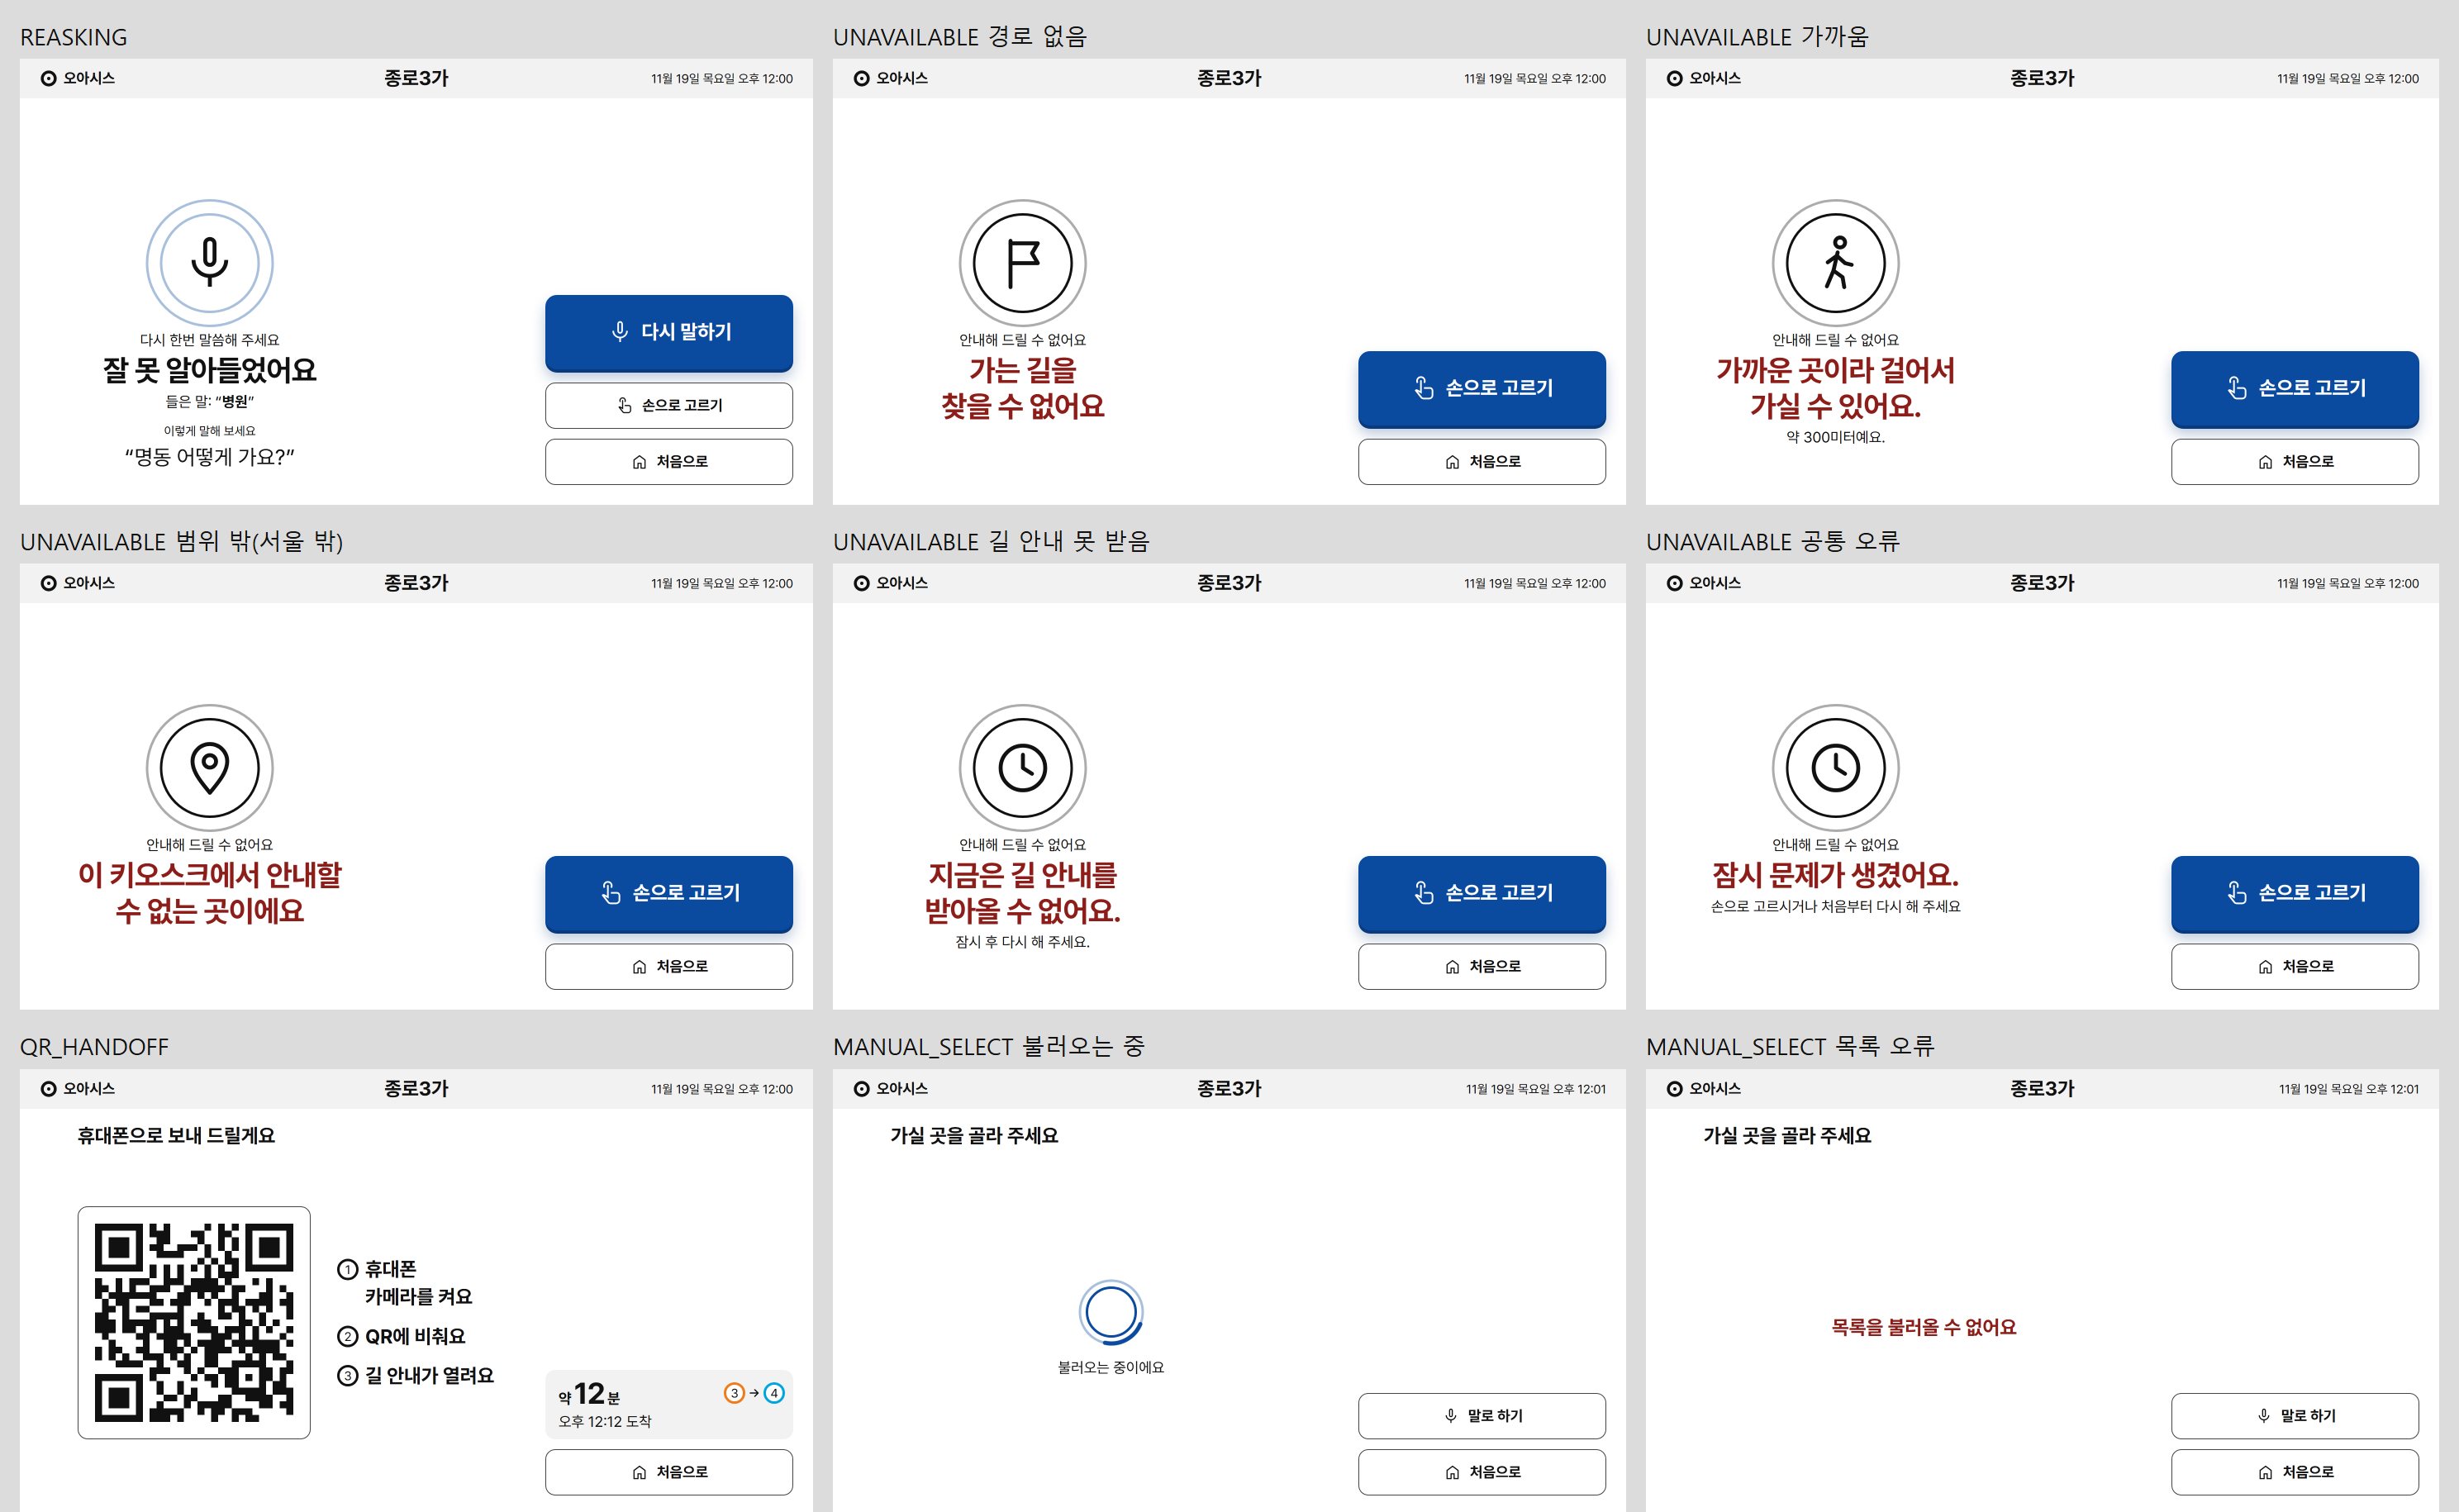 REASKING
오아시스
종로3가
11월 19일 목요일 오후 12:00
다시 한번 말씀해 주세요
잘 못 알아들었어요
들은 말: “병원”
이렇게 말해 보세요
“명동 어떻게 가요?”
다시 말하기
손으로 고르기
처음으로
UNAVAILABLE 경로 없음
오아시스
종로3가
11월 19일 목요일 오후 12:00
안내해 드릴 수 없어요
가는 길을
찾을 수 없어요
손으로 고르기
처음으로
UNAVAILABLE 가까움
오아시스
종로3가
11월 19일 목요일 오후 12:00
안내해 드릴 수 없어요
가까운 곳이라 걸어서
가실 수 있어요.
약 300미터예요.
손으로 고르기
처음으로
UNAVAILABLE 범위 밖(서울 밖)
오아시스
종로3가
11월 19일 목요일 오후 12:00
안내해 드릴 수 없어요
이 키오스크에서 안내할
수 없는 곳이에요
손으로 고르기
처음으로
UNAVAILABLE 길 안내 못 받음
오아시스
종로3가
11월 19일 목요일 오후 12:00
안내해 드릴 수 없어요
지금은 길 안내를
받아올 수 없어요.
잠시 후 다시 해 주세요.
손으로 고르기
처음으로
UNAVAILABLE 공통 오류
오아시스
종로3가
11월 19일 목요일 오후 12:00
안내해 드릴 수 없어요
잠시 문제가 생겼어요.
손으로 고르시거나 처음부터 다시 해 주세요
손으로 고르기
처음으로
QR_HANDOFF
오아시스
종로3가
11월 19일 목요일 오후 12:00
휴대폰으로 보내 드릴게요
1 휴대폰
카메라를 켜요
2 QR에 비춰요
3 길 안내가 열려요
약 12분
3 → 4
오후 12:12 도착
처음으로
MANUAL_SELECT 불러오는 중
오아시스
종로3가
11월 19일 목요일 오후 12:01
가실 곳을 골라 주세요
불러오는 중이에요
말로 하기
처음으로
MANUAL_SELECT 목록 오류
오아시스
종로3가
11월 19일 목요일 오후 12:01
가실 곳을 골라 주세요
목록을 불러올 수 없어요
말로 하기
처음으로